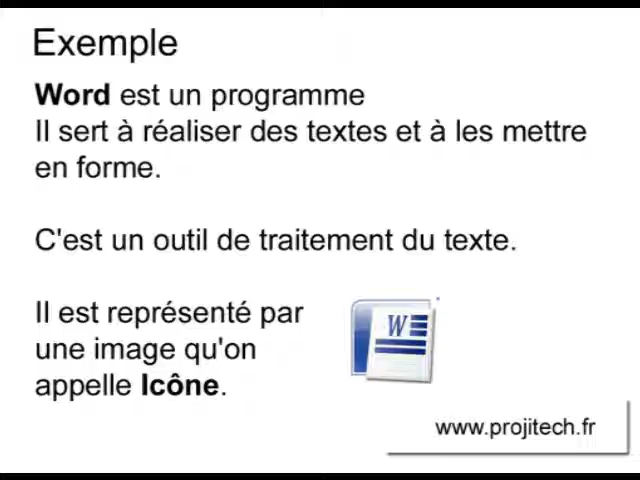 Exemple
Word est un programme
Il sert à réaliser des textes et à les mettre
en forme.
C'est un outil de traitement du texte.
Il est représenté par
une image qu'on
appelle Icône.
W
www.projitech.fr